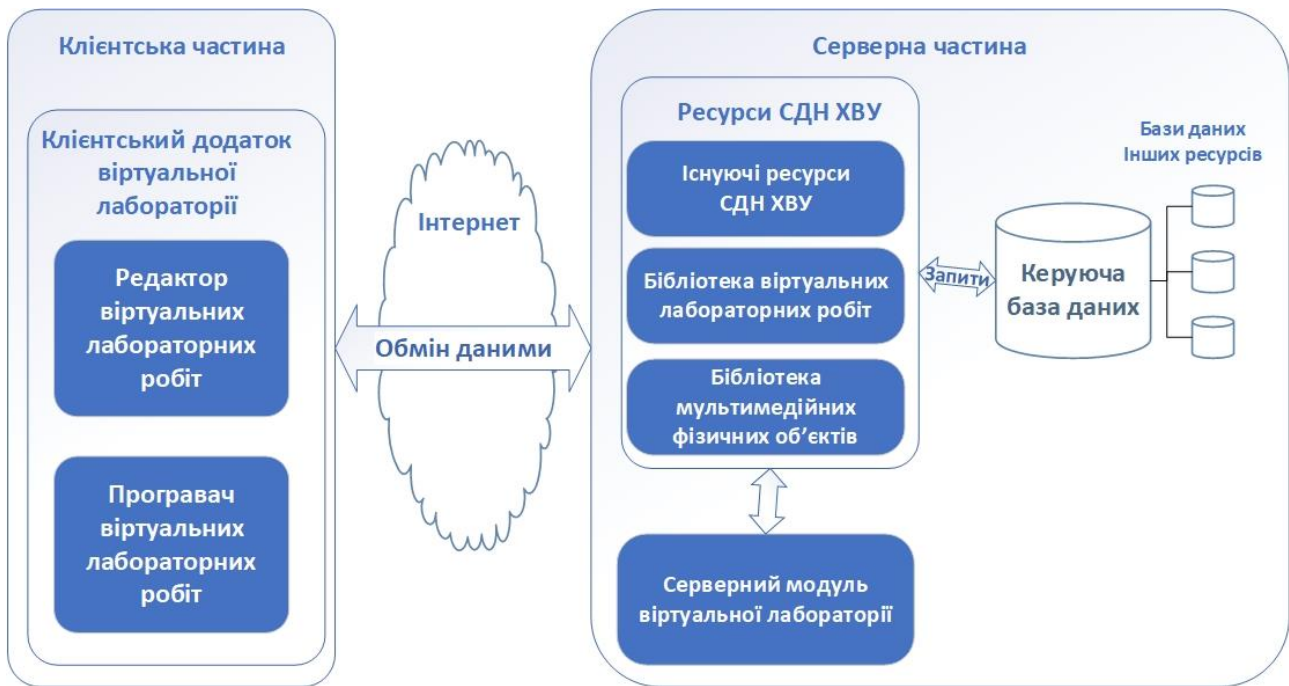 Клієнтська частина
Клієнтський додаток
віртуальної
лабораторії
Редактор
віртуальних
лабораторних
робіт
Програвач
віртуальних
лабораторних
робіт
Інтернет
Обмін даними
Серверна частина
Ресурси СДН ХВУ
Існуючі ресурси
СДН ХВУ
Бібліотека віртуальних
лабораторних робіт
Бібліотека
мультимедійних
фізичних об’єктів
Серверний модуль
віртуальної лабораторії
Запити
Керуюча
база даних
Бази даних
Інших ресурсів